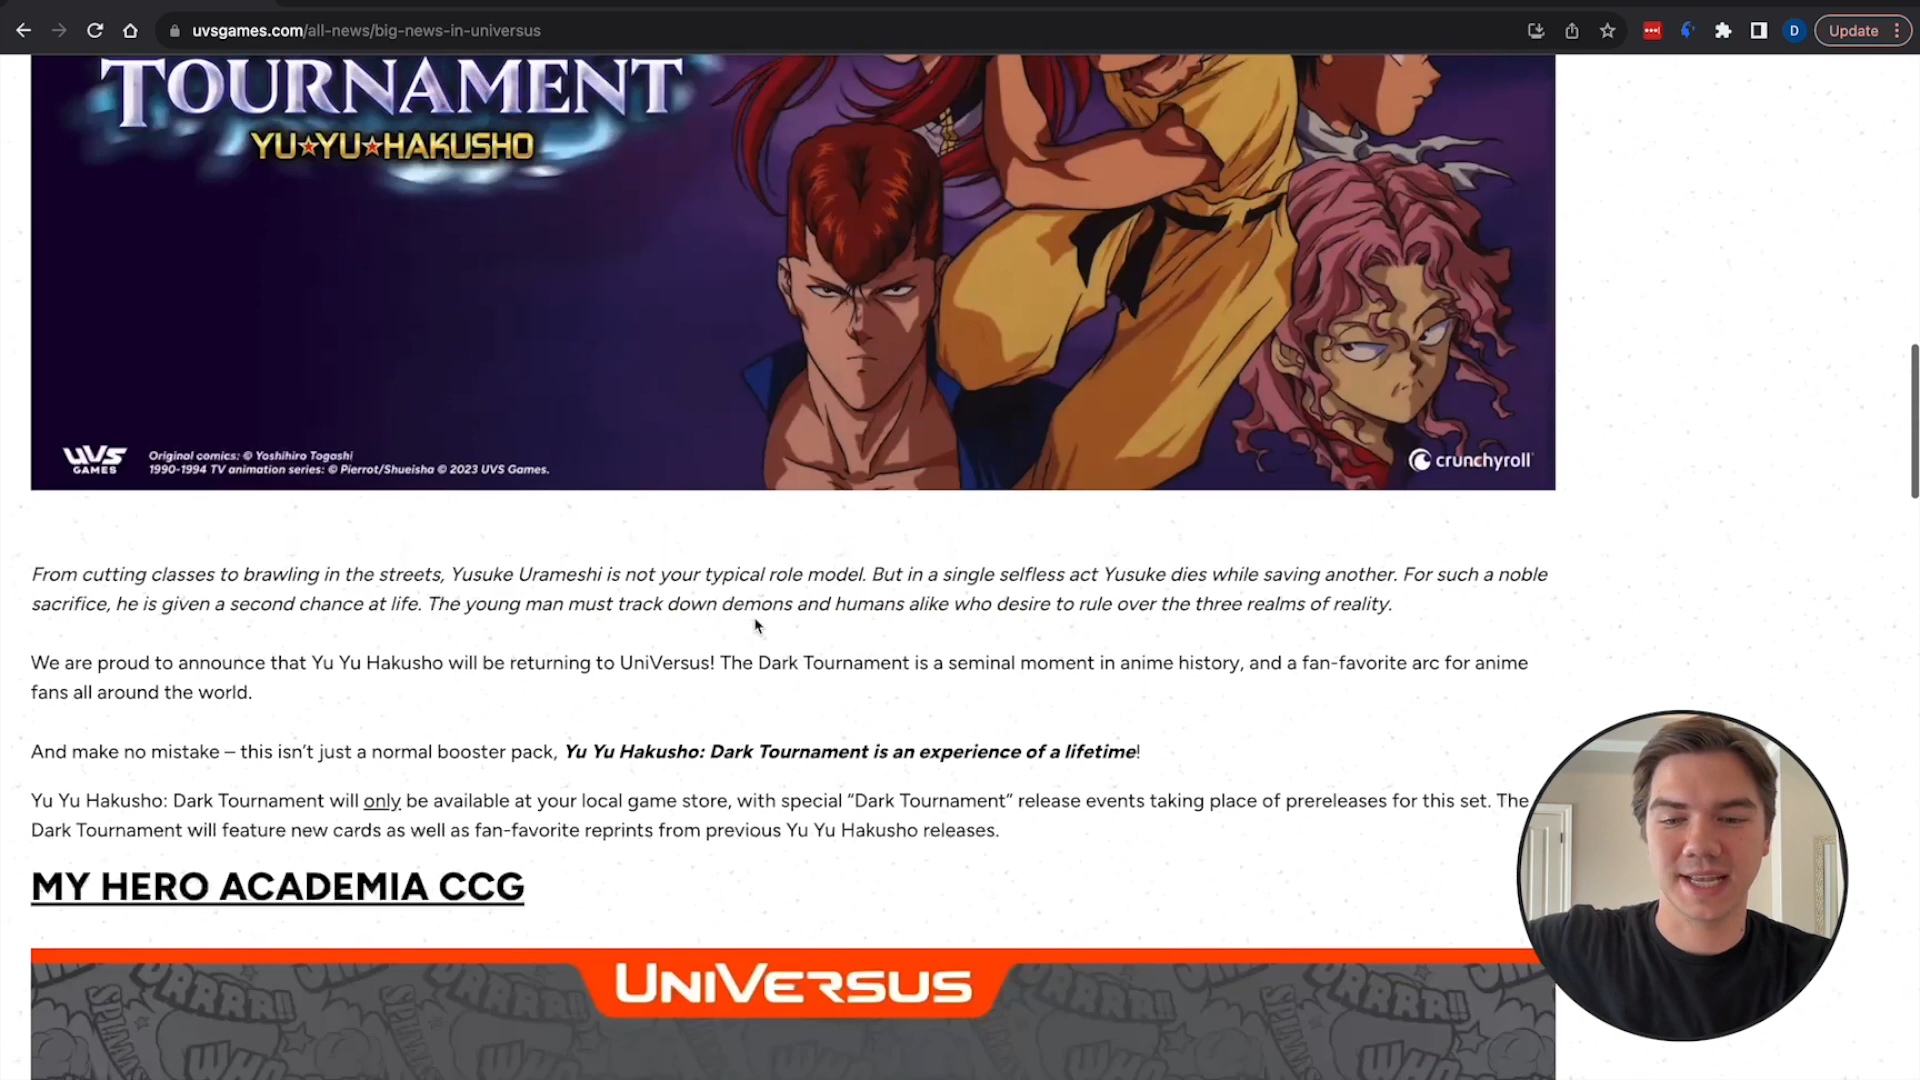 uvsgames.com/all-news/big-news-in-universus
D
Update
TOURNAMENT
YU★YU★HAKUSHO
UVS
GAMES
Original comics: © Yoshihiro Togashi
1990-1994 TV animation series: © Pierrot/Shueisha © 2023 UVS Games.
crunchyroll
From cutting classes to brawling in the streets, Yusuke Urameshi is not your typical role model. But in a single selfless act Yusuke dies while saving another. For such a noble
sacrifice, he is given a second chance at life. The young man must track down demons and humans alike who desire to rule over the three realms of reality.
We are proud to announce that Yu Yu Hakusho will be returning to UniVersus! The Dark Tournament is a seminal moment in anime history, and a fan-favorite arc for anime
fans all around the world.
And make no mistake – this isn't just a normal booster pack, Yu Yu Hakusho: Dark Tournament is an experience of a lifetime!
Yu Yu Hakusho: Dark Tournament will only be available at your local game store, with special “Dark Tournament” release events taking place of prereleases for this set. The
Dark Tournament will feature new cards as well as fan-favorite reprints from previous Yu Yu Hakusho releases.
MY HERO ACADEMIA CCG
UNIVERSUS